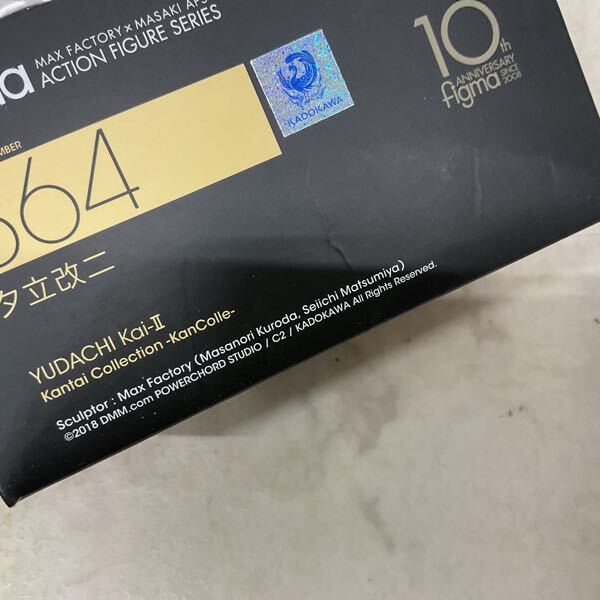 MAX FACTORY x MASAKI APS
ACTION FIGURE SERIES
KADOKAWA
10th
ANNIVERSARY
figma
SINCE 2008
64
夕立改二
YUDACHI Kai-II
Kantai Collection -KanColle-
Sculptor : Max Factory (Masanori Kuroda, Seiichi Matsumiya)
©2018 DMM.com POWERCHORD STUDIO / C2 / KADOKAWA All Rights Reserved.